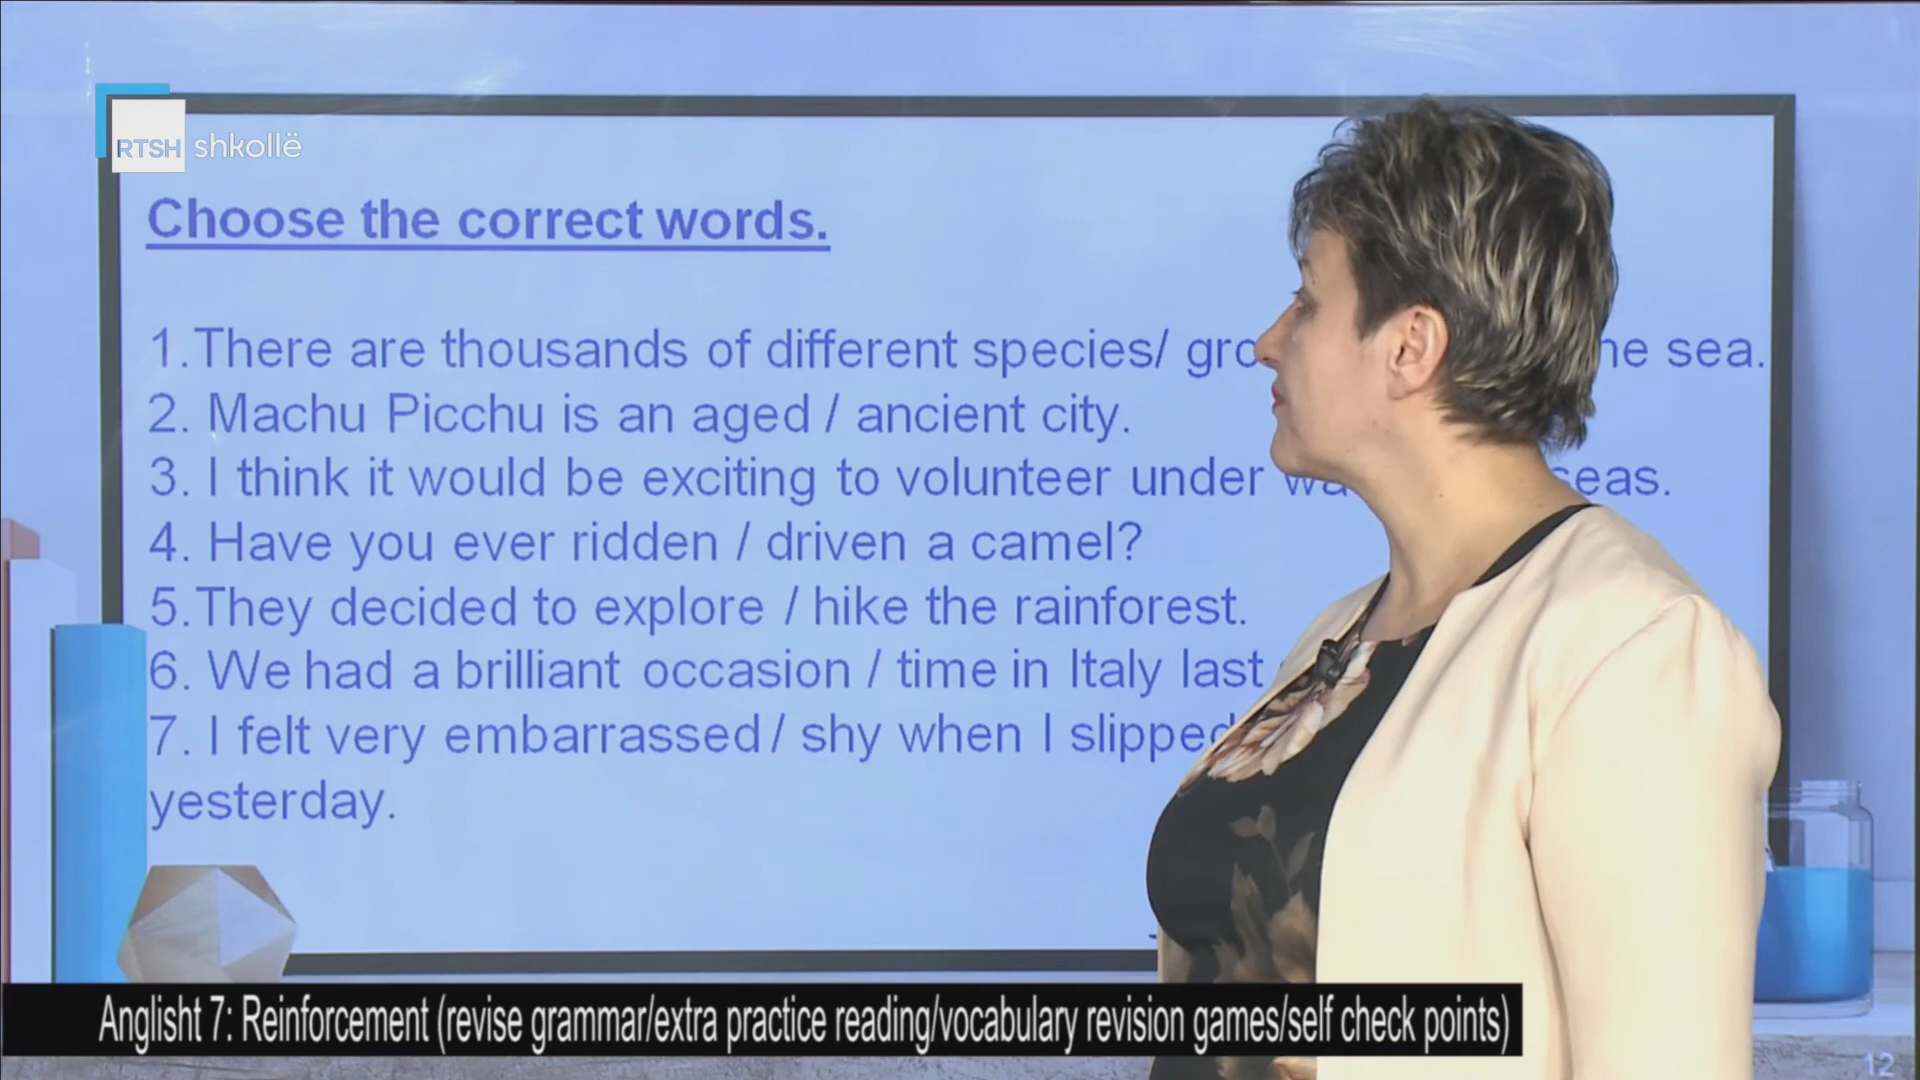 RTSH shkollë
Choose the correct words.
1.There are thousands of different species/ he sea.
2. Machu Picchu is an aged / ancient city.
3. I think it would be exciting to volunteer under
4. Have you ever ridden / driven a camel?
5.They decided to explore / hike the rainforest.
6. We had a brilliant occasion / time in Italy last
7. I felt very embarrassed / shy when I slipped
yesterday.
Anglisht 7: Reinforcement (revise grammar/extra practice reading/vocabulary revision games/self check points)
12